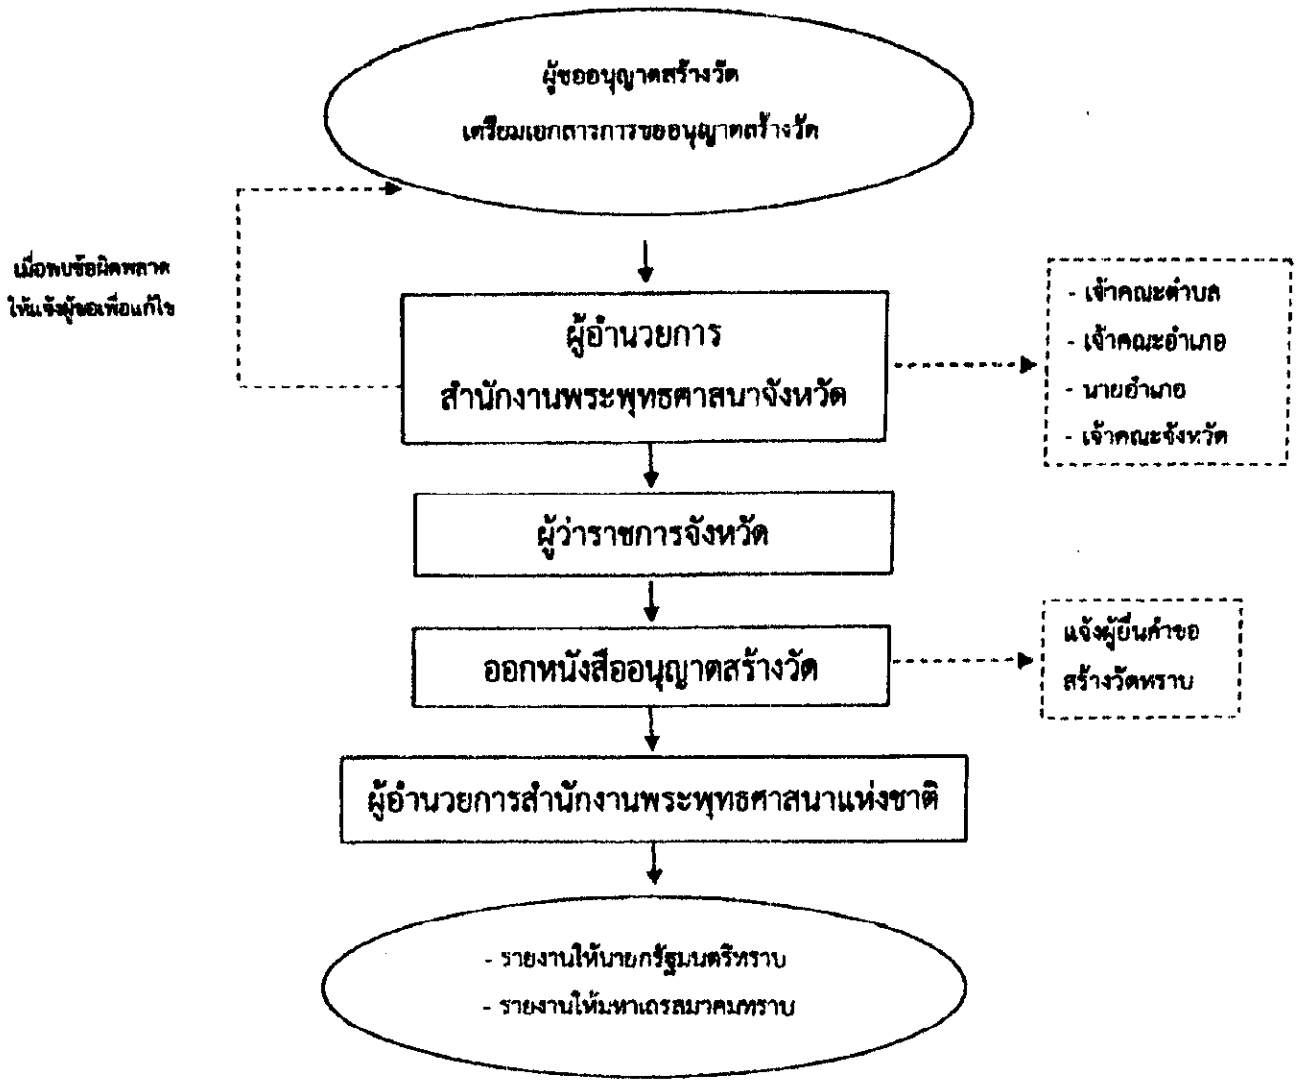 ผู้ขออนุญาตสร้างวัด
เตรียมเอกสารการขออนุญาตสร้างวัด
เมื่อพบข้อผิดพลาด
ให้แจ้งผู้ขอเพื่อแก้ไข
ผู้อำนวยการ
สำนักงานพระพุทธศาสนาจังหวัด
- เจ้าคณะตำบล
- เจ้าคณะอำเภอ
- นายอำเภอ
- เจ้าคณะจังหวัด
ผู้ว่าราชการจังหวัด
ออกหนังสืออนุญาตสร้างวัด
แจ้งผู้ยื่นคำขอ
สร้างวัดทราบ
ผู้อำนวยการสำนักงานพระพุทธศาสนาแห่งชาติ
- รายงานให้นายกรัฐมนตรีทราบ
- รายงานให้มหาเถรสมาคมทราบ